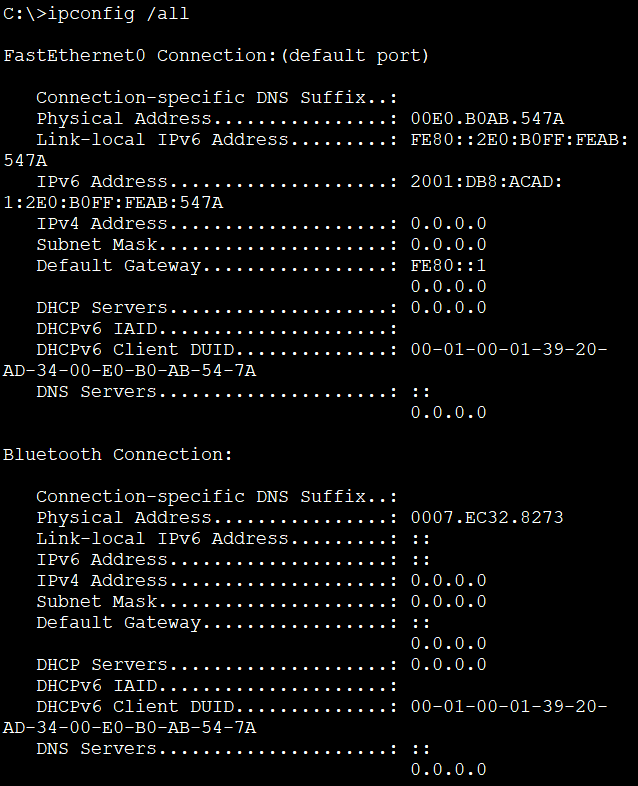 C:\>ipconfig /all
FastEthernet0 Connection:(default port)
Connection-specific DNS Suffix..:
Physical Address................: 00E0.B0AB.547A
Link-local IPv6 Address.........: FE80::2E0:B0FF:FEAB:
547A
IPv6 Address....................: 2001:DB8:ACAD:
1:2E0:B0FF:FEAB:547A
IPv4 Address....................: 0.0.0.0
Subnet Mask.....................: 0.0.0.0
Default Gateway.................: FE80::1
0.0.0.0
DHCP Servers....................: 0.0.0.0
DHCPv6 IAID.....................:
DHCPv6 Client DUID..............: 00-01-00-01-39-20-
AD-34-00-E0-B0-AB-54-7A
DNS Servers.....................: ::
0.0.0.0
Bluetooth Connection:
Connection-specific DNS Suffix..:
Physical Address................: 0007.EC32.8273
Link-local IPv6 Address.........: ::
IPv6 Address....................: ::
IPv4 Address....................: 0.0.0.0
Subnet Mask.....................: 0.0.0.0
Default Gateway.................: ::
0.0.0.0
DHCP Servers....................: 0.0.0.0
DHCPv6 IAID.....................:
DHCPv6 Client DUID..............: 00-01-00-01-39-20-
AD-34-00-E0-B0-AB-54-7A
DNS Servers.....................: ::
0.0.0.0